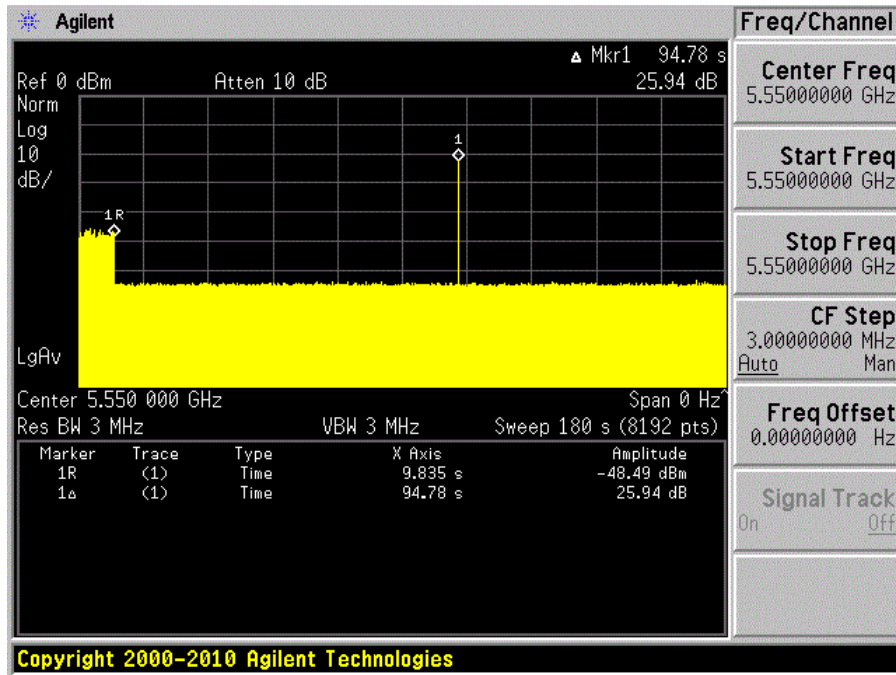 Agilent
Freq/Channel
Δ Mkr1 94.78 s
Ref 0 dBm Atten 10 dB 25.94 dB
Norm
Log
10
dB/
1
1R
LgAv
Center 5.550 000 GHz Span 0 Hz^
Res BW 3 MHz VBW 3 MHz Sweep 180 s (8192 pts)
Marker Trace Type X Axis Amplitude
1R (1) Time 9.835 s -48.49 dBm
1Δ (1) Time 94.78 s 25.94 dB
Center Freq
5.55000000 GHz
Start Freq
5.55000000 GHz
Stop Freq
5.55000000 GHz
CF Step
3.00000000 MHz
Auto Man
Freq Offset
0.00000000 Hz
Signal Track
On Off
Copyright 2000-2010 Agilent Technologies